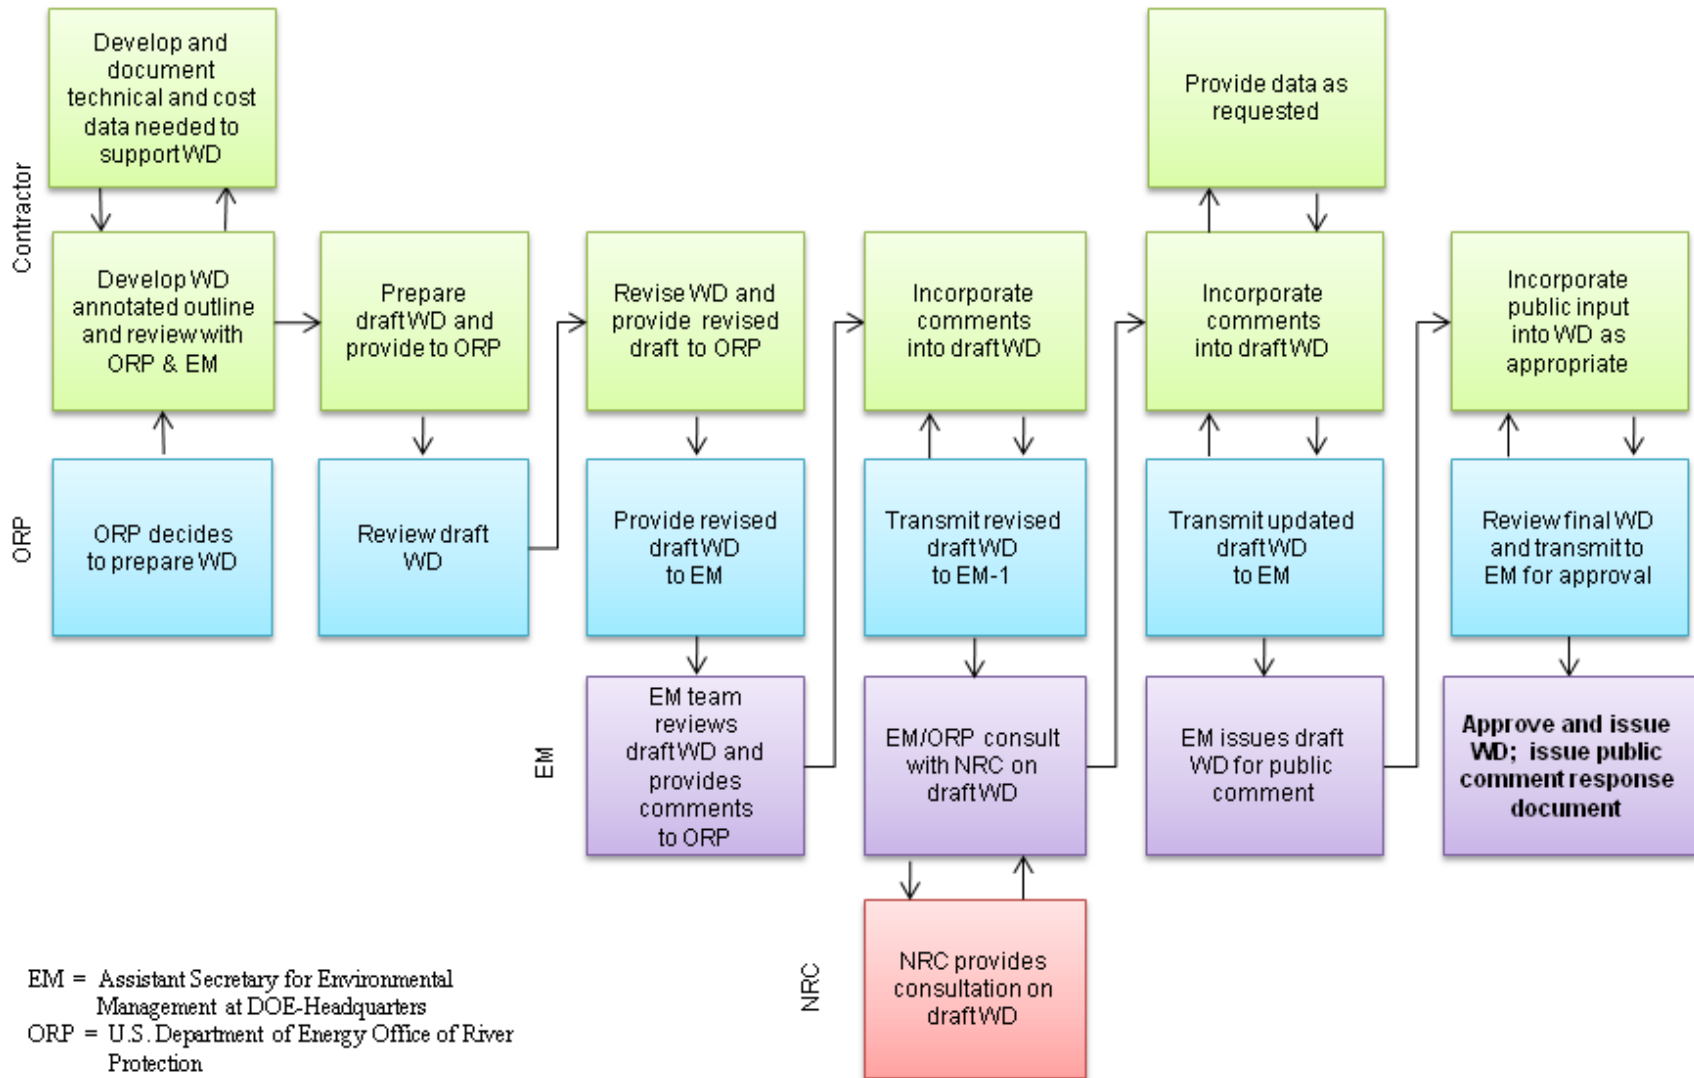 Develop and
document
technical and cost
data needed to
support WD
Provide data as
requested
Contractor
Develop WD
annotated outline
and review with
ORP & EM
Prepare
draft WD and
provide to ORP
Revise WD and
provide revised
draft to ORP
Incorporate
comments
into draft WD
Incorporate
comments
into draft WD
Incorporate
public input
into WD as
appropriate
ORP
ORP decides
to prepare WD
Review draft
WD
Provide revised
draft WD
to EM
Transmit revised
draft WD
to EM-1
Transmit updated
draft WD
to EM
Review final WD
and transmit to
EM for approval
EM
EM team
reviews
draft WD and
provides
comments
to ORP
EM/ORP consult
with NRC on
draft WD
EM issues draft
WD for public
comment
Approve and issue
WD; issue public
comment response
document
NRC
NRC provides
consultation on
draft WD
EM = Assistant Secretary for Environmental
Management at DOE-Headquarters
ORP = U.S. Department of Energy Office of River
Protection